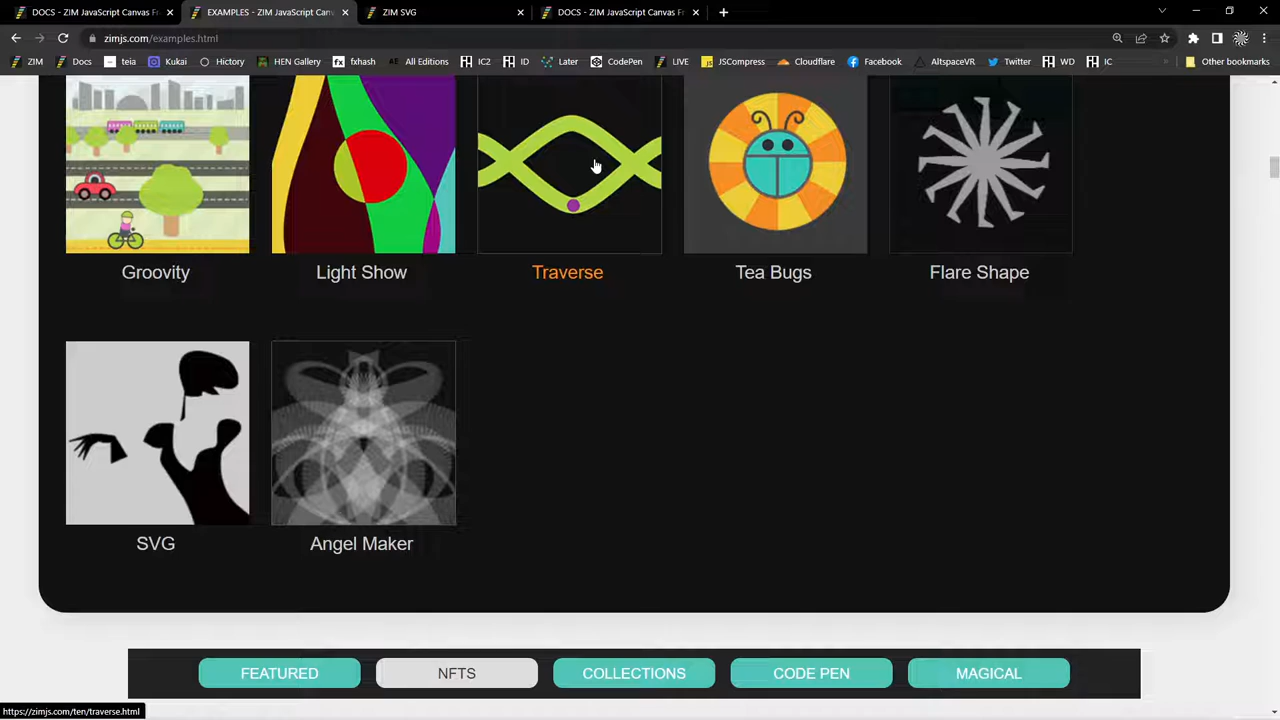 DOCS - ZIM JavaScript Canvas Fr
EXAMPLES - ZIM JavaScript Canv
ZIM SVG
DOCS - ZIM JavaScript Canvas Fr
zimjs.com/examples.html
ZIM
Docs
teia
Kukai
Hictory
HEN Gallery
fxhash
All Editions
IC2
ID
Later
CodePen
LIVE
JSCompress
Cloudflare
Facebook
AltspaceVR
Twitter
WD
IC
Other bookmarks
Groovity
Light Show
Traverse
Tea Bugs
Flare Shape
SVG
Angel Maker
FEATURED
NFTS
COLLECTIONS
CODE PEN
MAGICAL
https://zimjs.com/ten/traverse.html